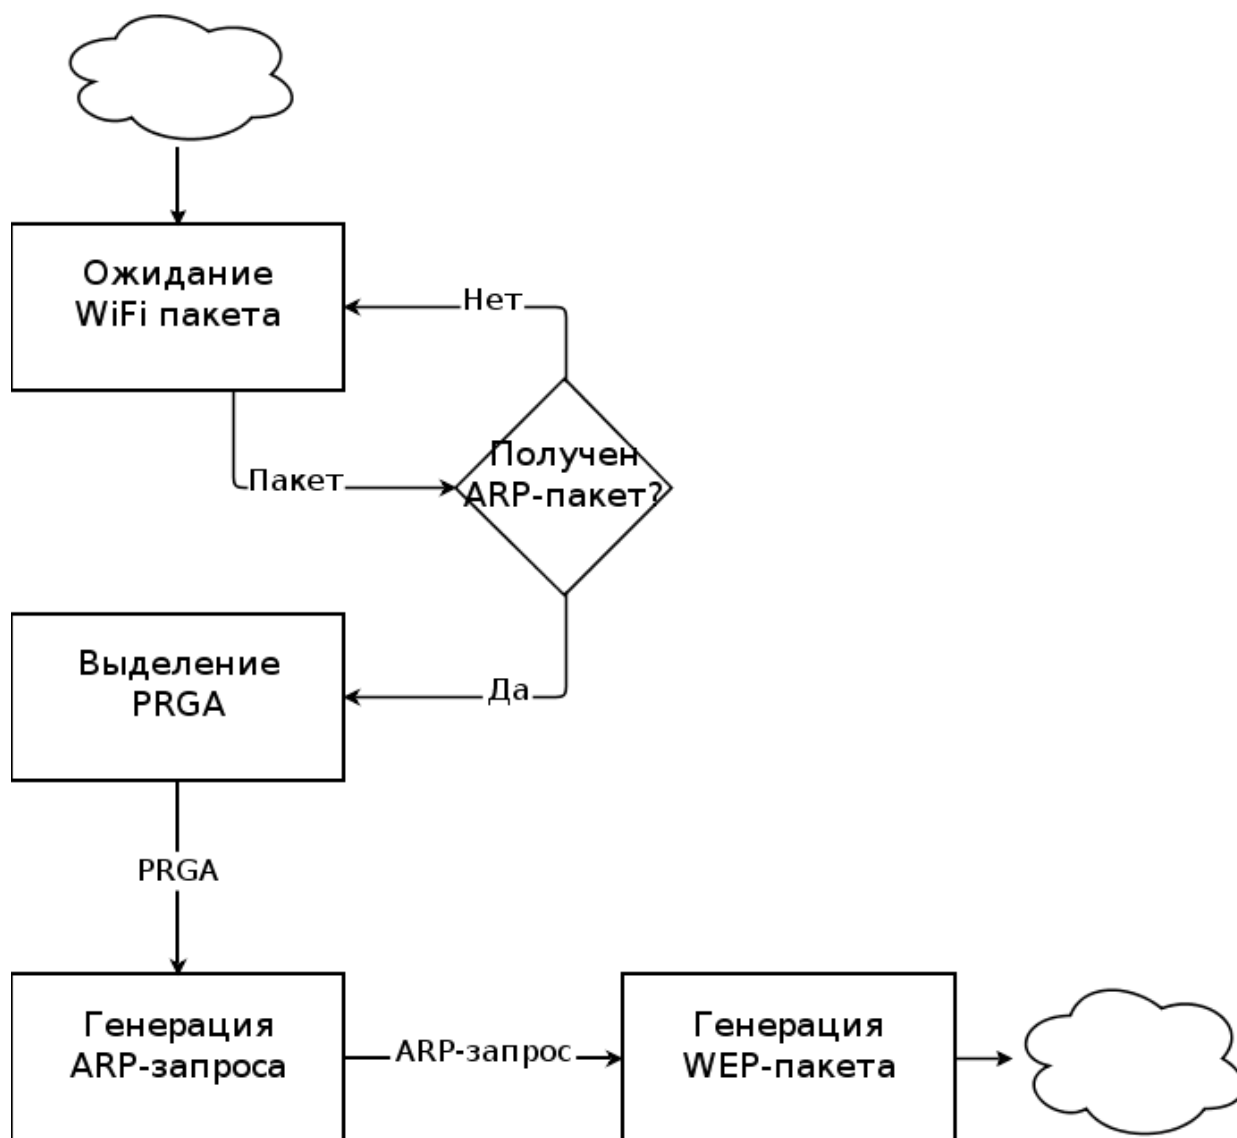 Ожидание
WiFi пакета
Нет
Получен
ARP-пакет?
Пакет
Выделение
PRGA
Да
PRGA
Генерация
ARP-запроса
ARP-запрос
Генерация
WEP-пакета